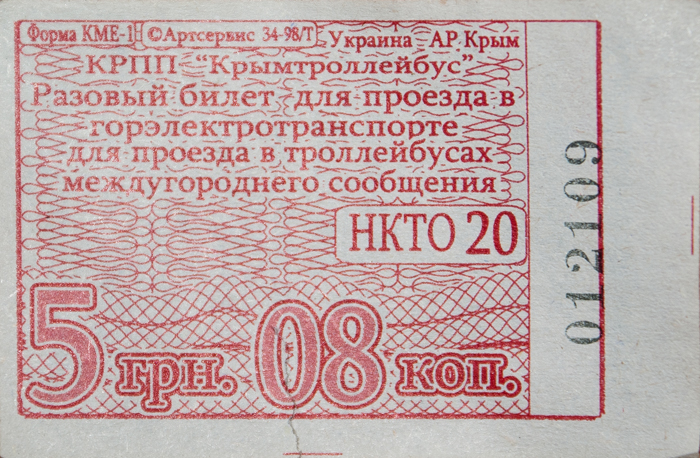 Форма КМЕ-1 ©Артсервис 34-98/Т Украина АР Крым
КРПП "Крымтроллейбус"
Разовый билет для проезда в
горэлектротранспорте
для проезда в троллейбусах
междугороднего сообщения
НКТО 20
5 грн. 08 коп.
012109